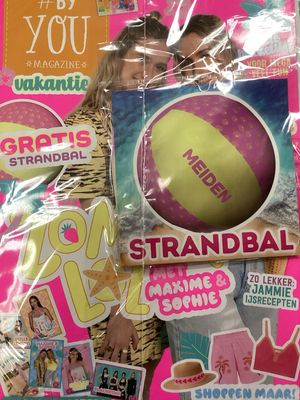 #BY
YOU
MAGAZINE
vakantie
GRATIS
STRANDBAL
MEIDEN
STRANDBAL
MET
MAXIME &
SOPHIE
ZO LEKKER:
JAMMIE
IJSRECEPTEN
SHOPPEN MAAR!